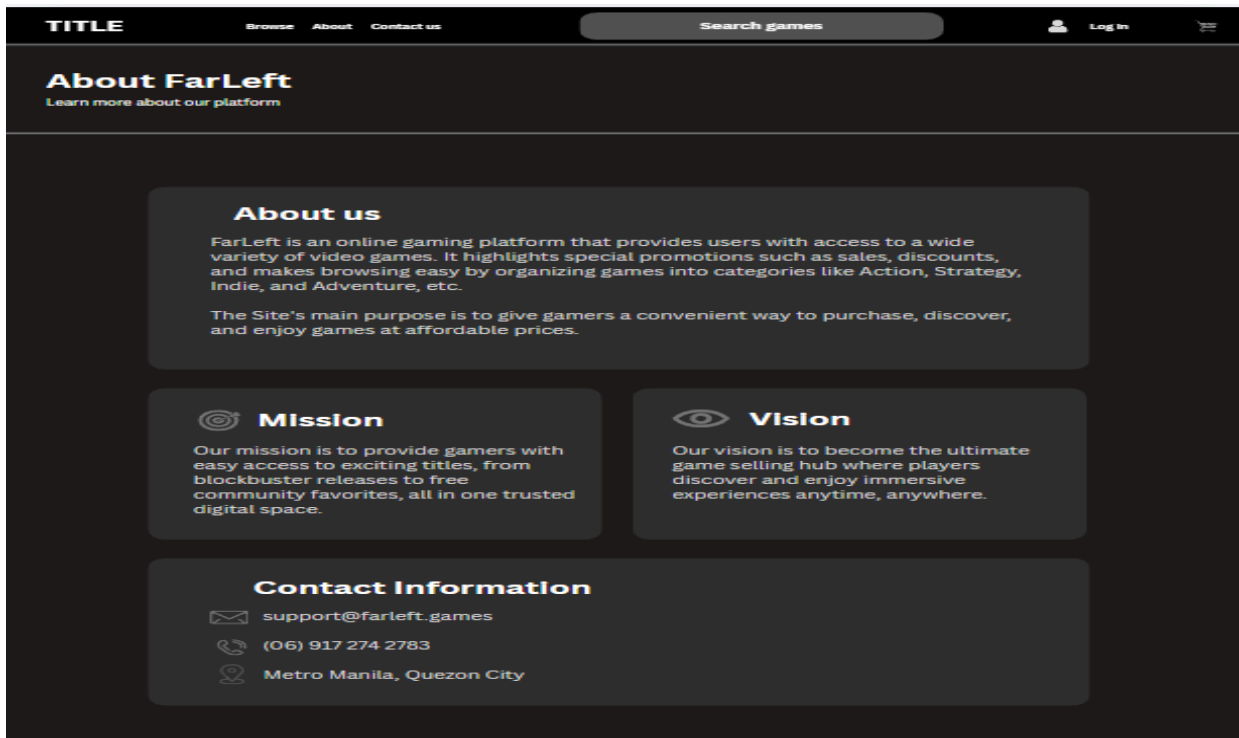 TITLE Browse About Contact us Search games Log In
About FarLeft
Learn more about our platform
About us
FarLeft is an online gaming platform that provides users with access to a wide
variety of video games. It highlights special promotions such as sales, discounts,
and makes browsing easy by organizing games into categories like Action, Strategy,
Indie, and Adventure, etc.
The Site's main purpose is to give gamers a convenient way to purchase, discover,
and enjoy games at affordable prices.
Mission
Our mission is to provide gamers with
easy access to exciting titles, from
blockbuster releases to free
community favorites, all in one trusted
digital space.
Vision
Our vision is to become the ultimate
game selling hub where players
discover and enjoy immersive
experiences anytime, anywhere.
Contact Information
support@farleft.games
(06) 917 274 2783
Metro Manila, Quezon City